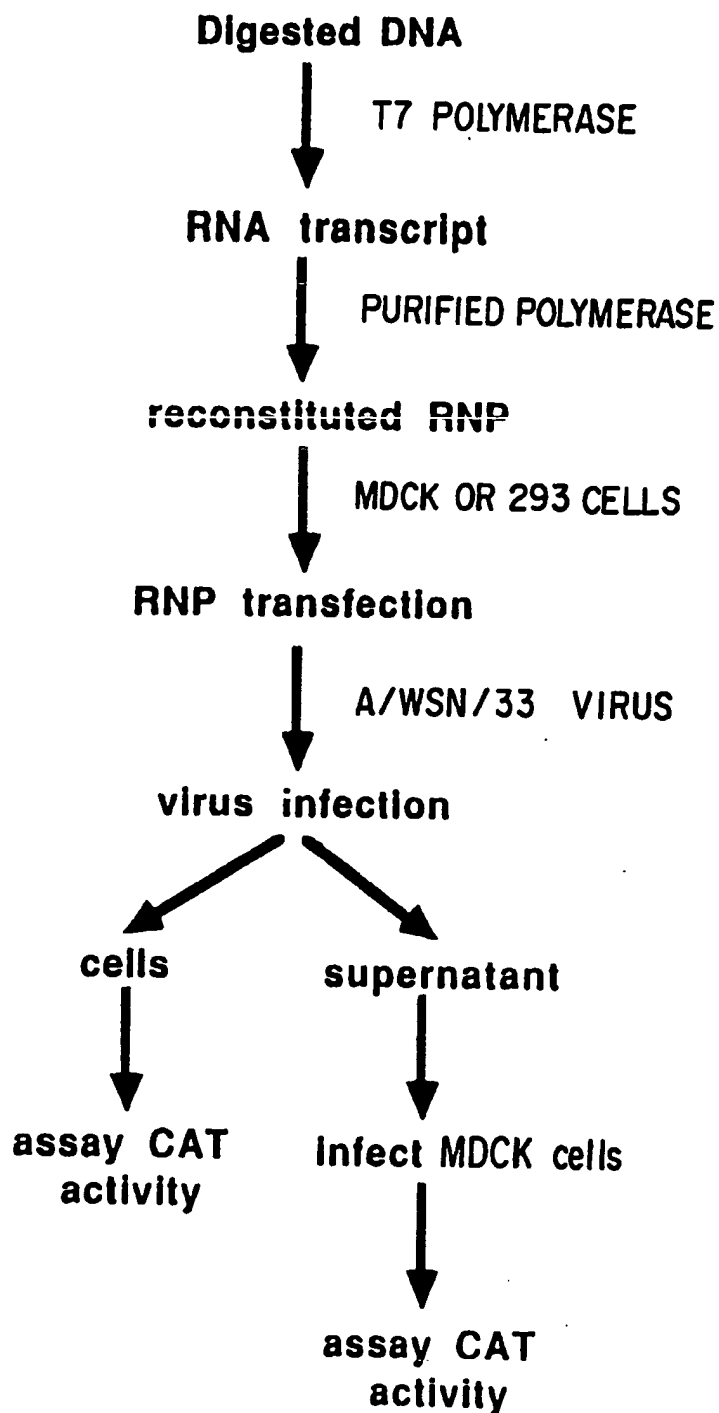 Digested DNA
T7 POLYMERASE
RNA transcript
PURIFIED POLYMERASE
reconstituted RNP
MDCK OR 293 CELLS
RNP transfection
A/WSN/33 VIRUS
virus infection
cells
supernatant
assay CAT
activity
infect MDCK cells
assay CAT
activity